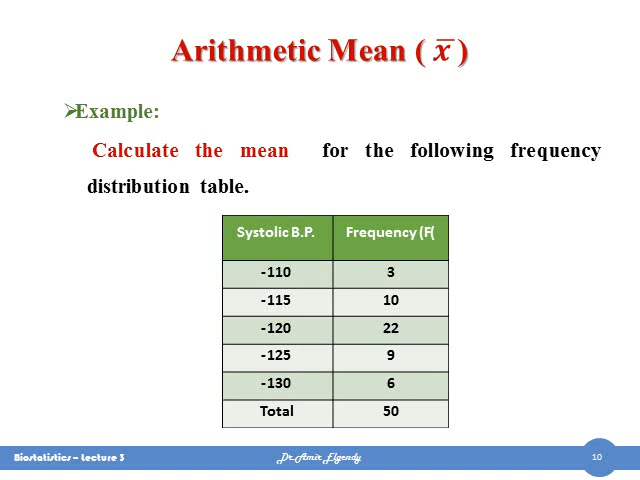 Arithmetic Mean ( x̅ )
➢Example:
Calculate the mean for the following frequency
distribution table.
Systolic B.P. Frequency (F(
-110 3
-115 10
-120 22
-125 9
-130 6
Total 50
Biostatistics – Lecture 3 Dr. Amir Elgendy 10